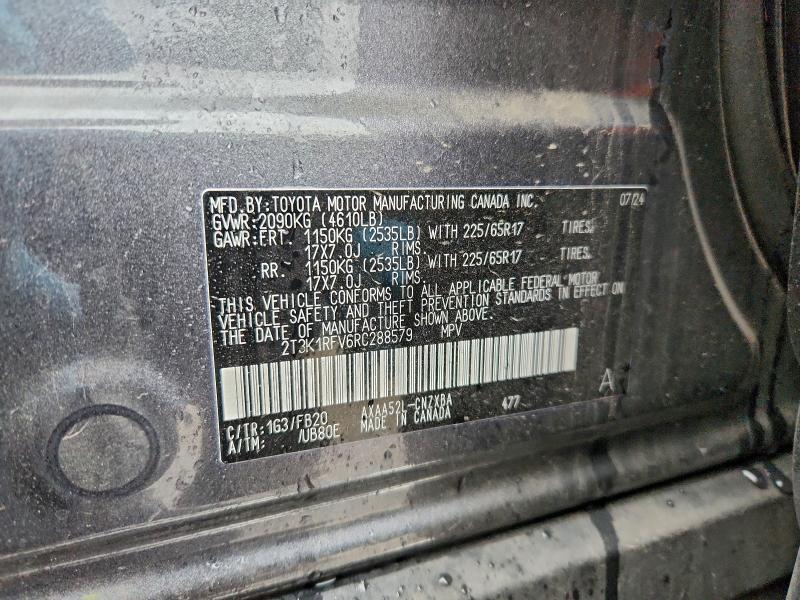 MFD.BY:TOYOTA MOTOR MANUFACTURING CANADA INC. 07/24
GVWR:2090KG (4610LB)
GAWR:FRT. 1150KG (2535LB) WITH 225/65R17 TIRES,
17X7.0J RIMS
RR. 1150KG (2535LB) WITH 225/65R17 TIRES,
17X7.0J RIMS
THIS VEHICLE CONFORMS TO ALL APPLICABLE FEDERAL MOTOR
VEHICLE SAFETY AND THEFT PREVENTION STANDARDS IN EFFECT ON
THE DATE OF MANUFACTURE SHOWN ABOVE.
2T3K1RFV6RC288579 MPV
C/TR:1G3/FB20 AXAA52L-CNZXBA 477 A
A/TM: /UB80E MADE IN CANADA